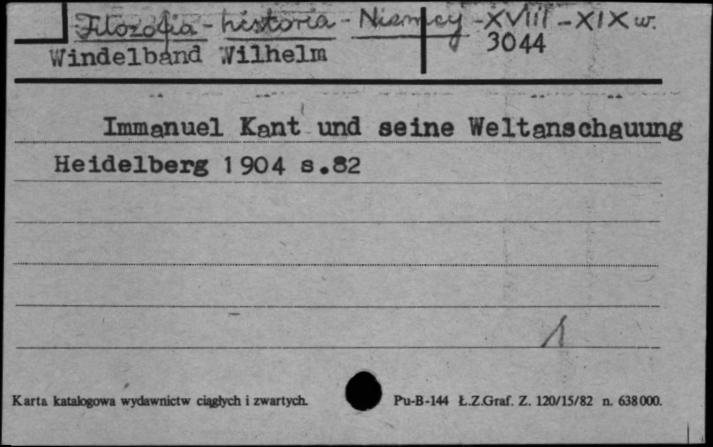 Filozofia - historia - Niemcy - XVIII - XIX w.
Windelband Wilhelm 3044
Immanuel Kant und seine Weltanschauung
Heidelberg 1904 s.82
1
Karta katalogowa wydawnictw ciągłych i zwartych. Pu-B-144 Ł.Z.Graf. Z. 120/15/82 n. 638000.